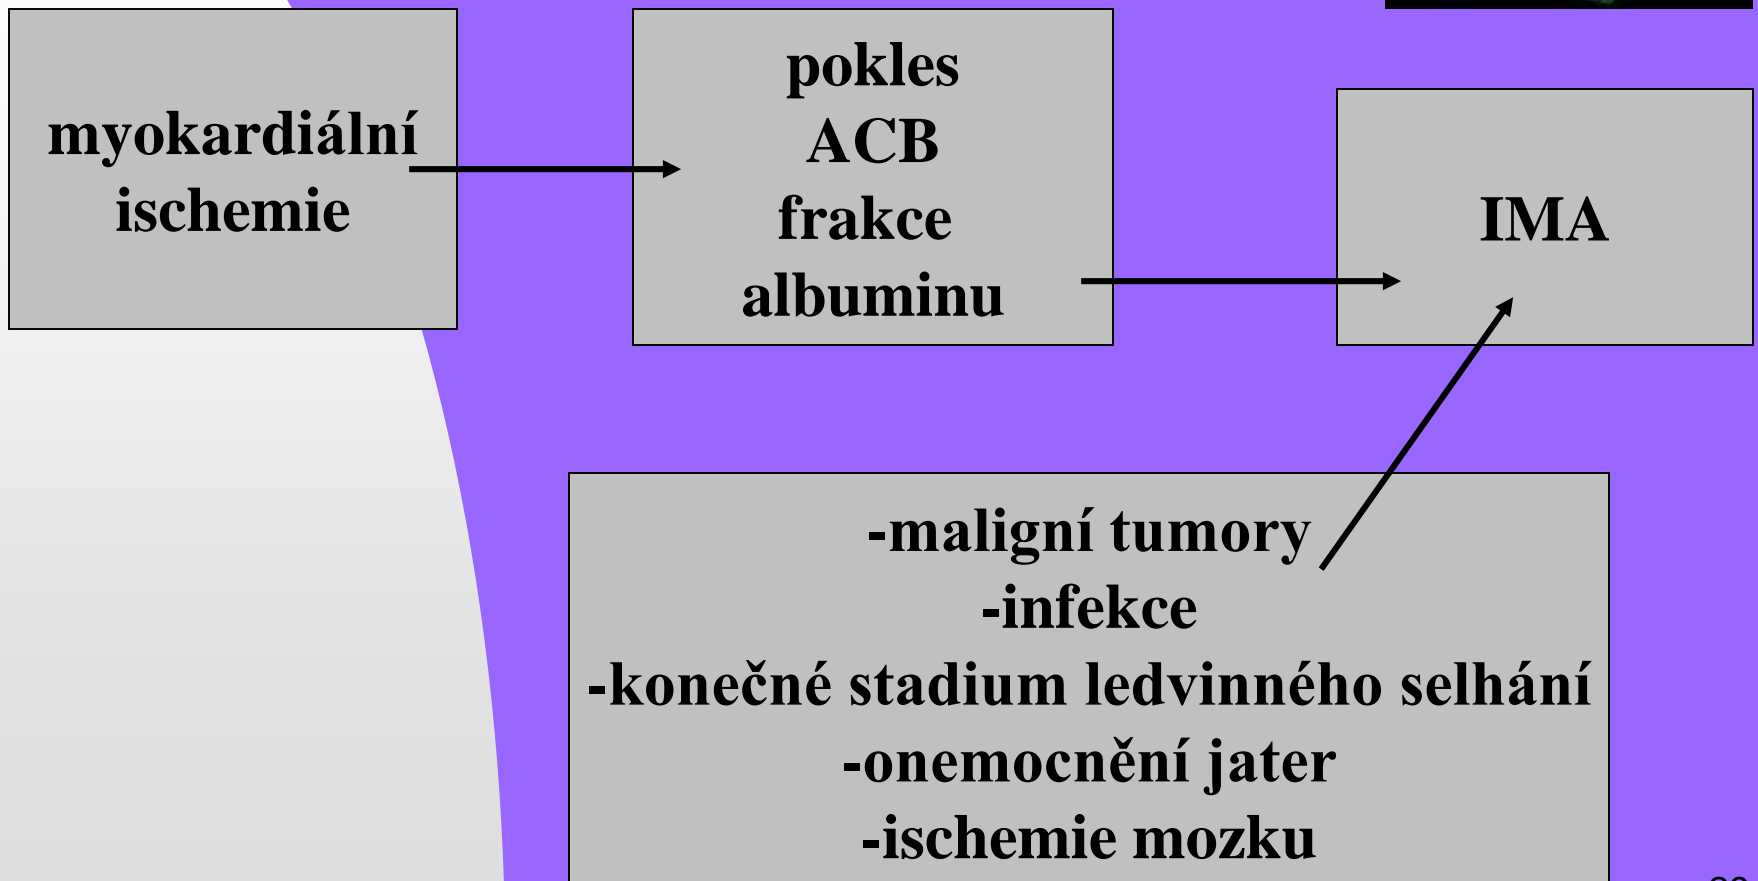 myokardiální
ischemie
pokles
ACB
frakce
albuminu
IMA
-maligní tumory
-infekce
-konečné stadium ledvinného selhání
-onemocnění jater
-ischemie mozku